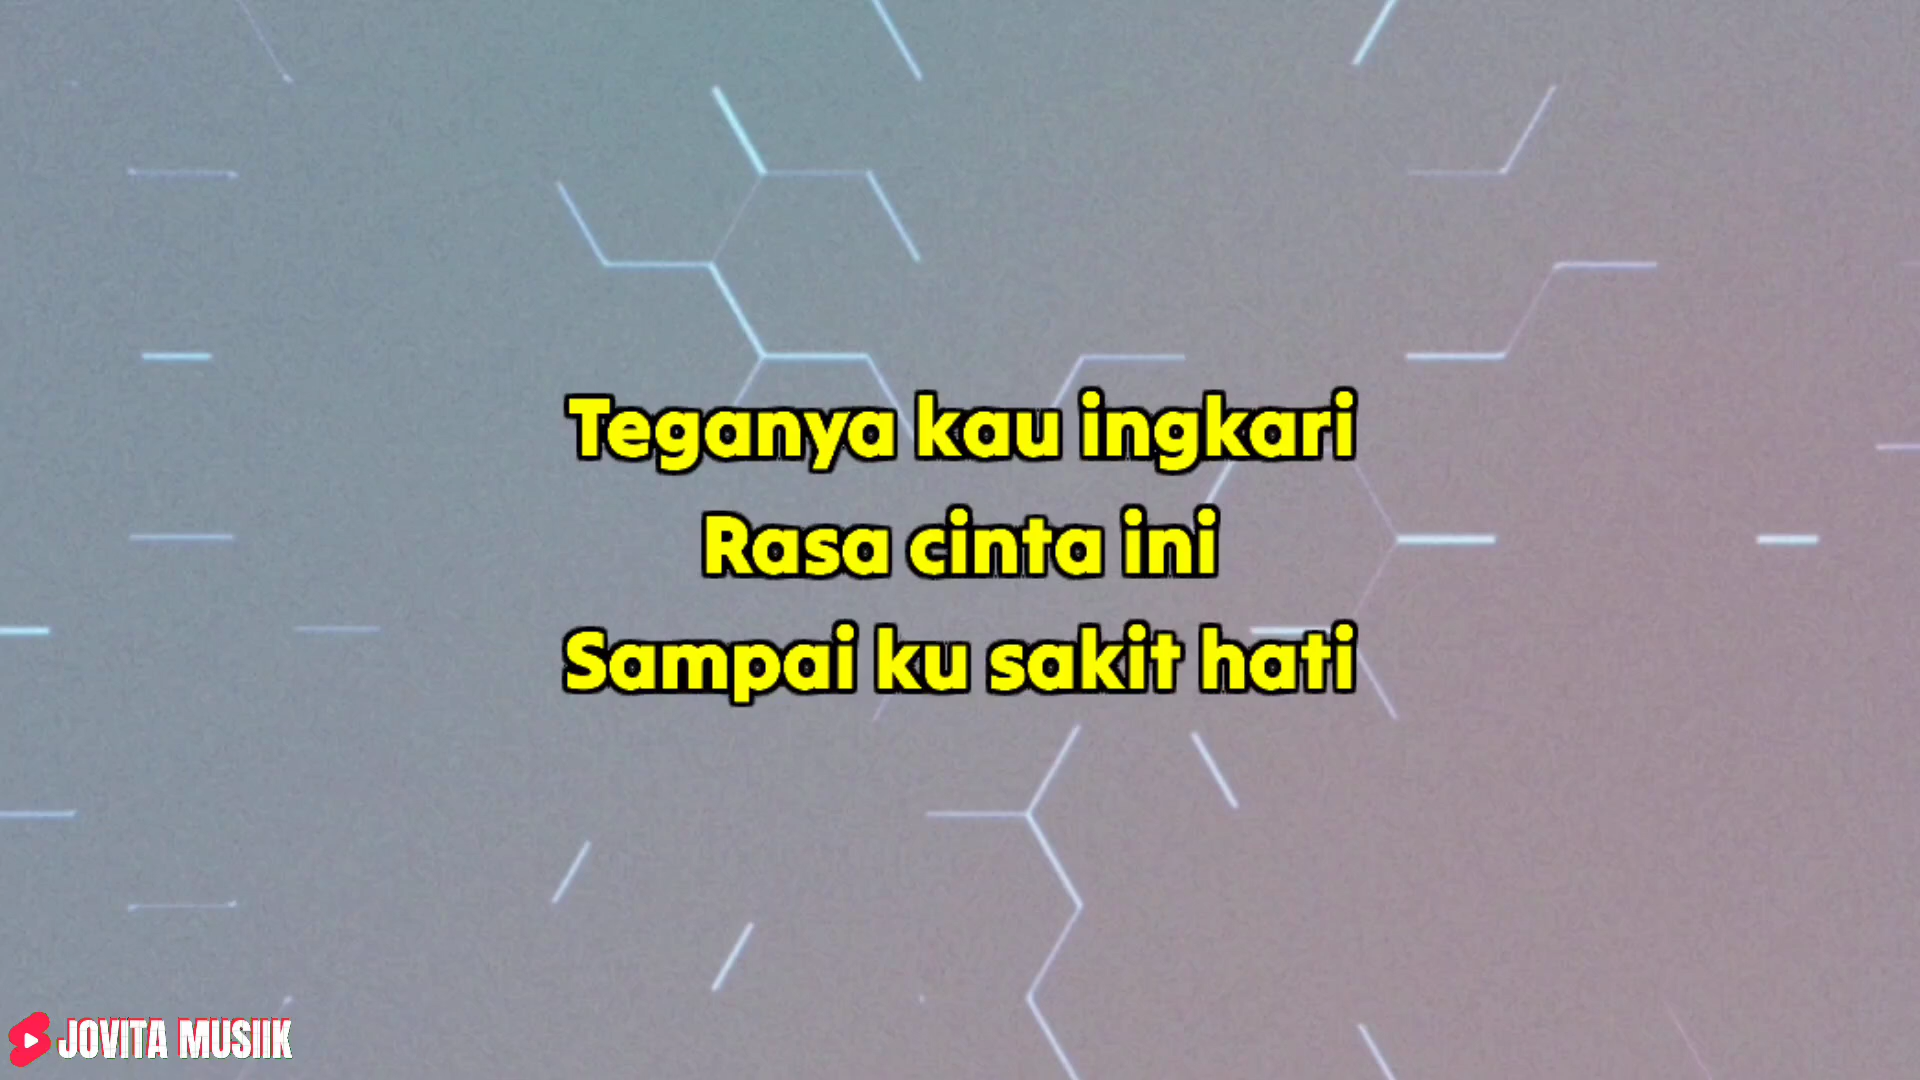 Teganya kau ingkari
Rasa cinta ini
Sampai ku sakit hati
JOVITA MUSIIK